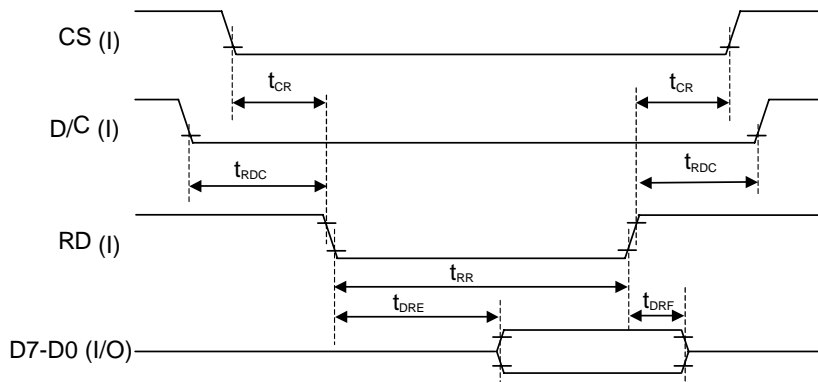 CS (I)
tCR
tCR
D/C (I)
tRDC
tRDC
RD (I)
tRR
tDRE
tDRF
D7-D0 (I/O)